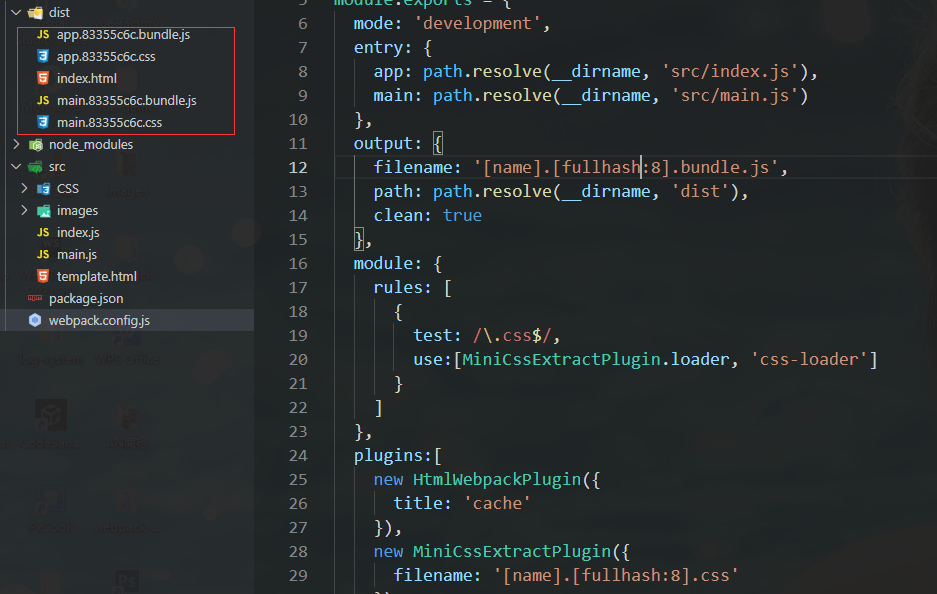 dist
app.83355c6c.bundle.js
app.83355c6c.css
index.html
main.83355c6c.bundle.js
main.83355c6c.css
node_modules
src
CSS
images
index.js
main.js
template.html
package.json
webpack.config.js
module.exports = {
6 mode: 'development',
7 entry: {
8 app: path.resolve(__dirname, 'src/index.js'),
9 main: path.resolve(__dirname, 'src/main.js')
10 },
11 output: {
12 filename: '[name].[fullhash:8].bundle.js',
13 path: path.resolve(__dirname, 'dist'),
14 clean: true
15 },
16 module: {
17 rules: [
18 {
19 test: /\.css$/,
20 use:[MiniCssExtractPlugin.loader, 'css-loader']
21 }
22 ]
23 },
24 plugins:[
25 new HtmlWebpackPlugin({
26 title: 'cache'
27 }),
28 new MiniCssExtractPlugin({
29 filename: '[name].[fullhash:8].css'